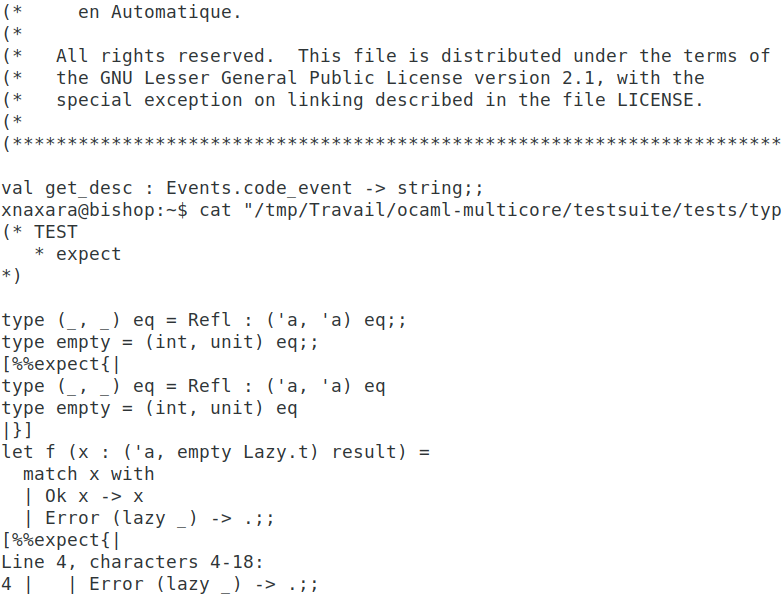 (*     en Automatique.
(*
(*   All rights reserved.  This file is distributed under the terms of
(*   the GNU Lesser General Public License version 2.1, with the
(*   special exception on linking described in the file LICENSE.
(*
(**********************************************************************

val get_desc : Events.code_event -> string;;
xnaxara@bishop:~$ cat "/tmp/Travail/ocaml-multicore/testsuite/tests/typ
(* TEST
   * expect
*)

type (_, _) eq = Refl : ('a, 'a) eq;;
type empty = (int, unit) eq;;
[%%expect{|
type (_, _) eq = Refl : ('a, 'a) eq
type empty = (int, unit) eq
|}]
let f (x : ('a, empty Lazy.t) result) =
  match x with
  | Ok x -> x
  | Error (lazy _) -> .;;
[%%expect{|
Line 4, characters 4-18:
4 |   | Error (lazy _) -> .;;